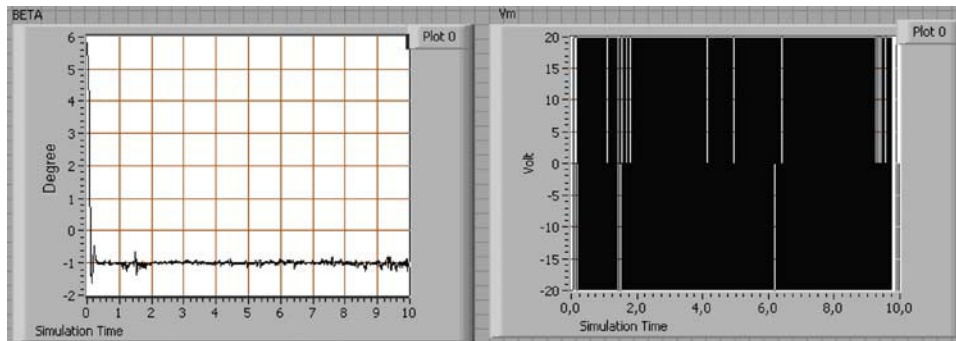 BETA
Plot 0
Degree
6
5
4
3
2
1
0
-1
-2
0 1 2 3 4 5 6 7 8 9 10
Simulation Time
Vm
Plot 0
Volt
20
15
10
5
0
-5
-10
-15
-20
0,0 2,0 4,0 6,0 8,0 10,0
Simulation Time